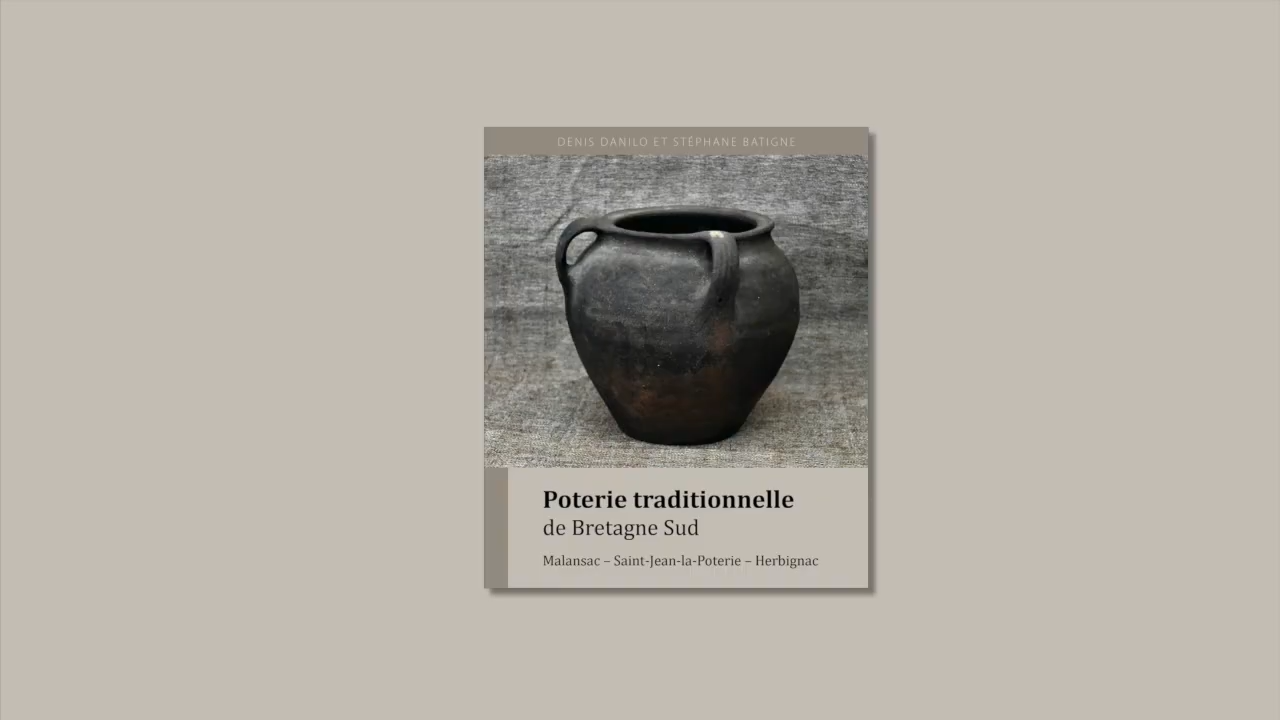 DENIS DANILO ET STÉPHANE BATIGNE
Poterie traditionnelle
de Bretagne Sud
Malansac – Saint-Jean-la-Poterie – Herbignac